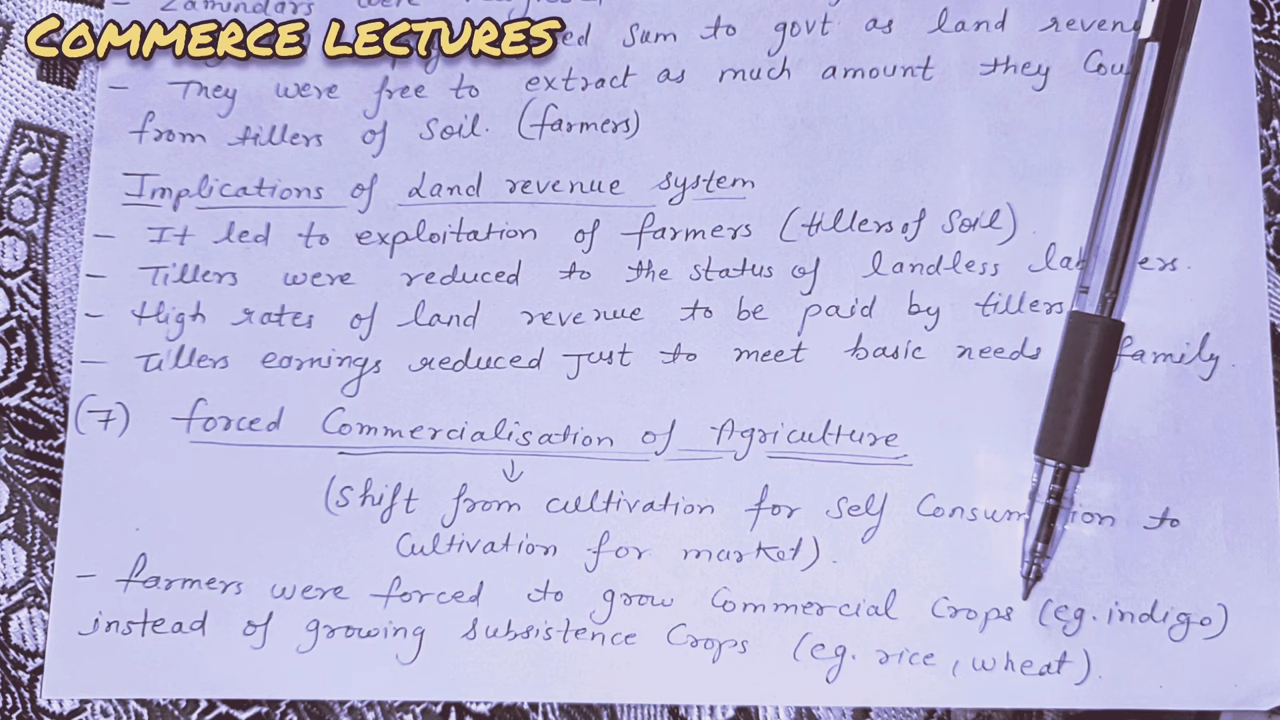 - Zamindars were
COMMERCE LECTURES
sum to govt as land
- They were free to extract as much amount they
from tillers of soil. (farmers)
Implications of Land revenue system
- It led to exploitation of farmers (tillers of soil)
- Tillers were reduced to the status of landless
- High rates of land revenue to be paid by tillers
- Tillers earnings reduced just to meet basic needs family.
(7) forced Commercialisation of Agriculture
↓
(Shift from cultivation for self Consumption to
Cultivation for market).
- farmers were forced to grow Commercial Crops (eg. indigo)
instead of growing subsistence Crops (eg. rice, wheat).